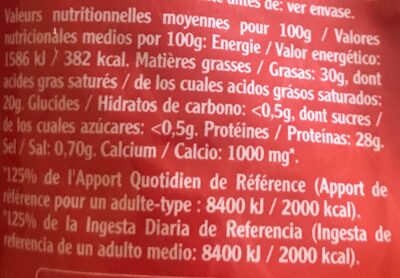 antes de: ver envase.
Valeurs nutritionnelles moyennes pour 100g / Valores
nutricionales medios por 100g: Energie / Valor energético:
1586 kJ / 382 kcal. Matières grasses / Grasas: 30g, dont
acides gras saturés / de los cuales acidos grásos saturados:
20g. Glucides / Hidratos de carbono: <0,5g, dont sucres /
de los cuales azúcares: <0,5g. Protéines / Proteínas: 28g.
Sel / Sal: 0,70g. Calcium / Calcio: 1000 mg*.
*125% de l'Apport Quotidien de Référence (Apport de
référence pour un adulte-type : 8400 kJ / 2000 kcal).
*125% de la Ingesta Diaria de Referencia (Ingesta de
referencia de un adulto medio: 8400 kJ / 2000 kcal).